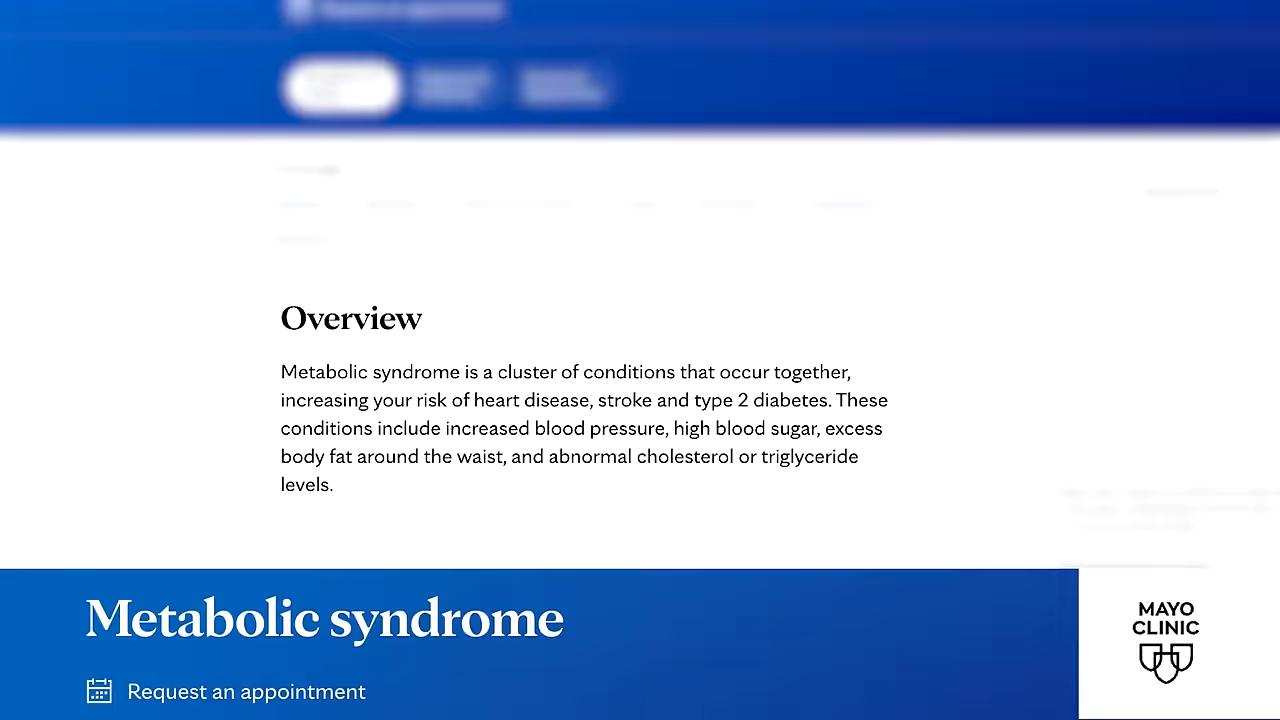 Overview
Metabolic syndrome is a cluster of conditions that occur together,
increasing your risk of heart disease, stroke and type 2 diabetes. These
conditions include increased blood pressure, high blood sugar, excess
body fat around the waist, and abnormal cholesterol or triglyceride
levels.
Metabolic syndrome
Request an appointment
MAYO
CLINIC